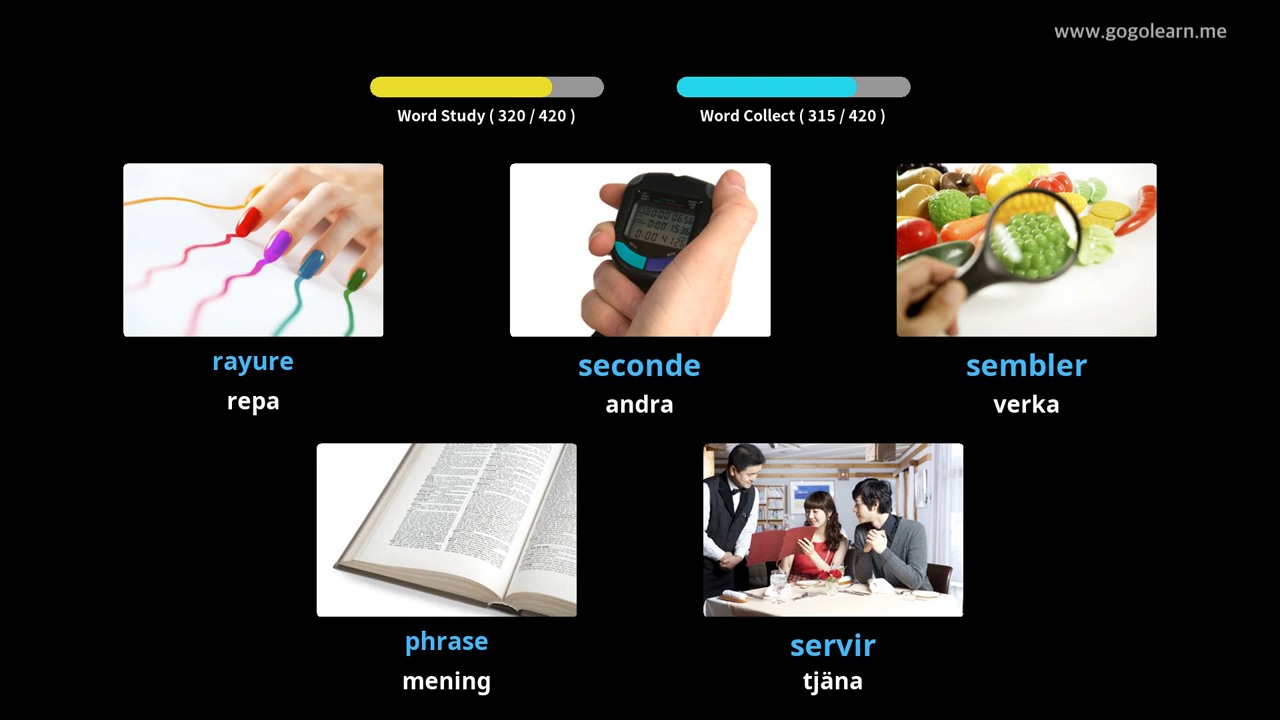 www.gogolearn.me
Word Study ( 320 / 420 )
Word Collect ( 315 / 420 )
rayure
repa
seconde
andra
sembler
verka
phrase
mening
servir
tjäna